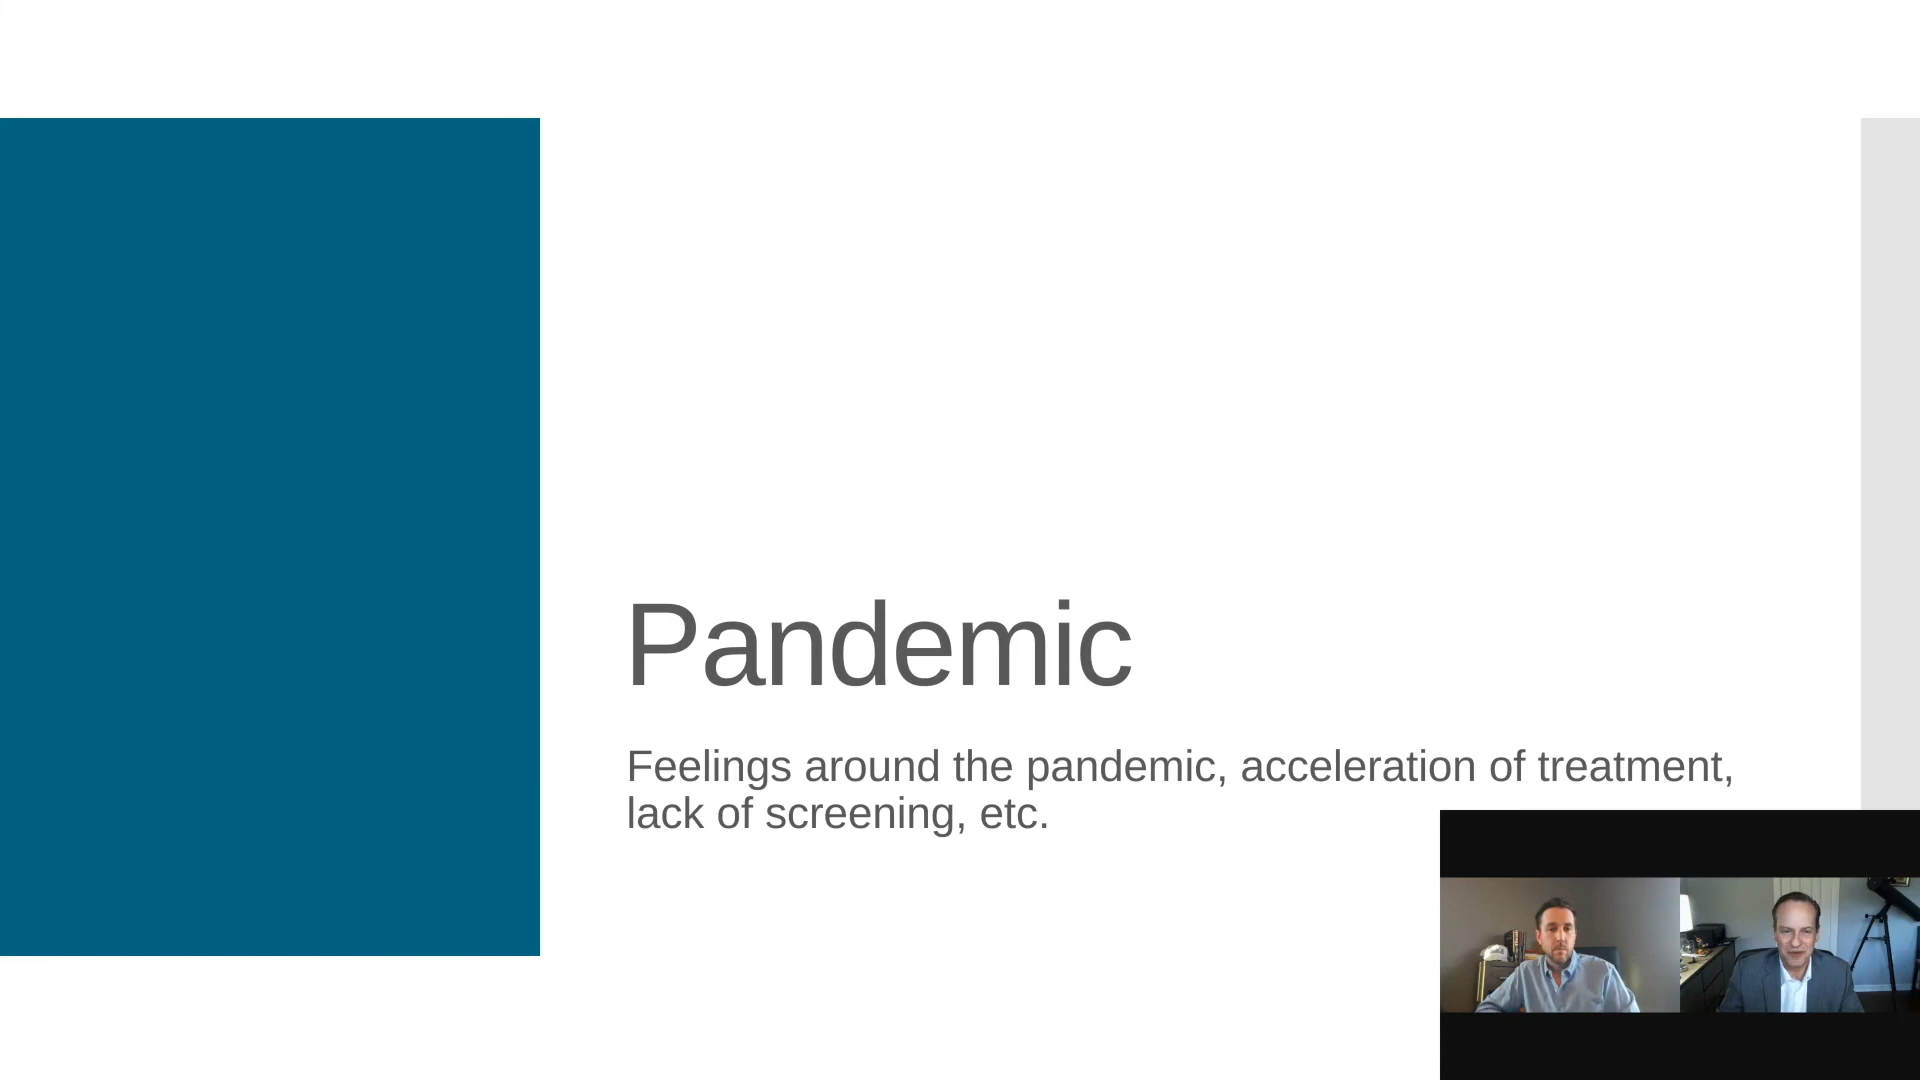 Pandemic
Feelings around the pandemic, acceleration of treatment,
lack of screening, etc.